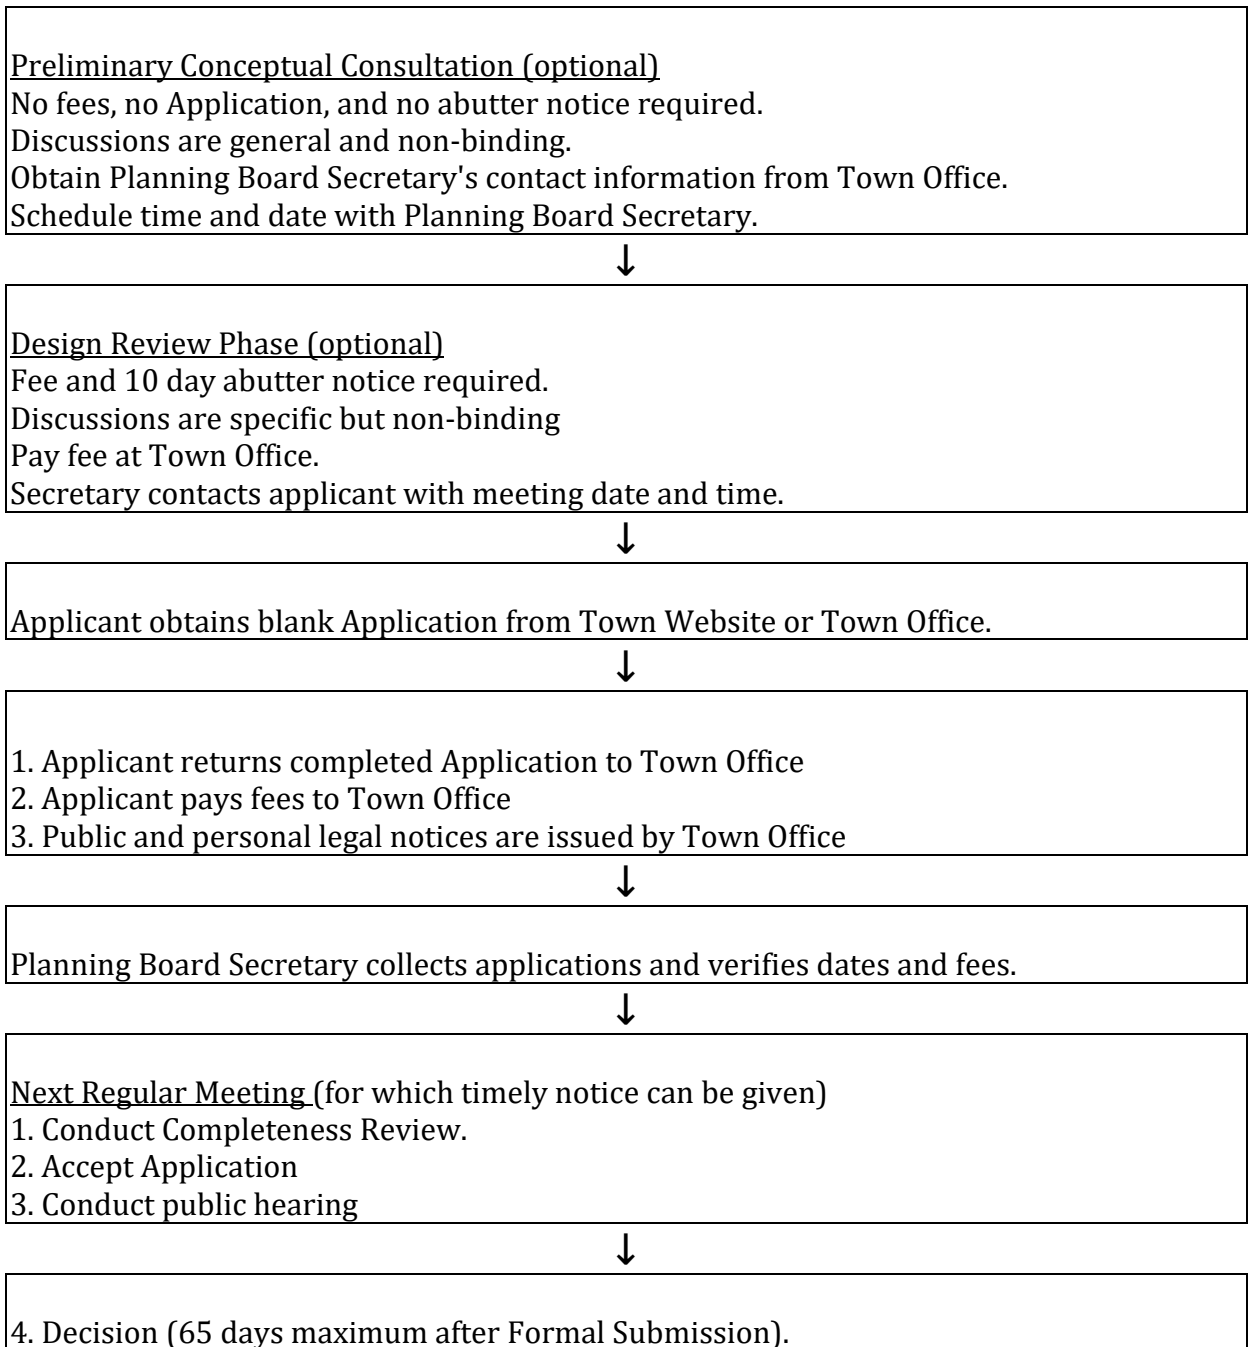 Preliminary Conceptual Consultation (optional)
No fees, no Application, and no abutter notice required.
Discussions are general and non-binding.
Obtain Planning Board Secretary's contact information from Town Office.
Schedule time and date with Planning Board Secretary.
↓
Design Review Phase (optional)
Fee and 10 day abutter notice required.
Discussions are specific but non-binding
Pay fee at Town Office.
Secretary contacts applicant with meeting date and time.
↓
Applicant obtains blank Application from Town Website or Town Office.
↓
1. Applicant returns completed Application to Town Office
2. Applicant pays fees to Town Office
3. Public and personal legal notices are issued by Town Office
↓
Planning Board Secretary collects applications and verifies dates and fees.
↓
Next Regular Meeting (for which timely notice can be given)
1. Conduct Completeness Review.
2. Accept Application
3. Conduct public hearing
↓
4. Decision (65 days maximum after Formal Submission).